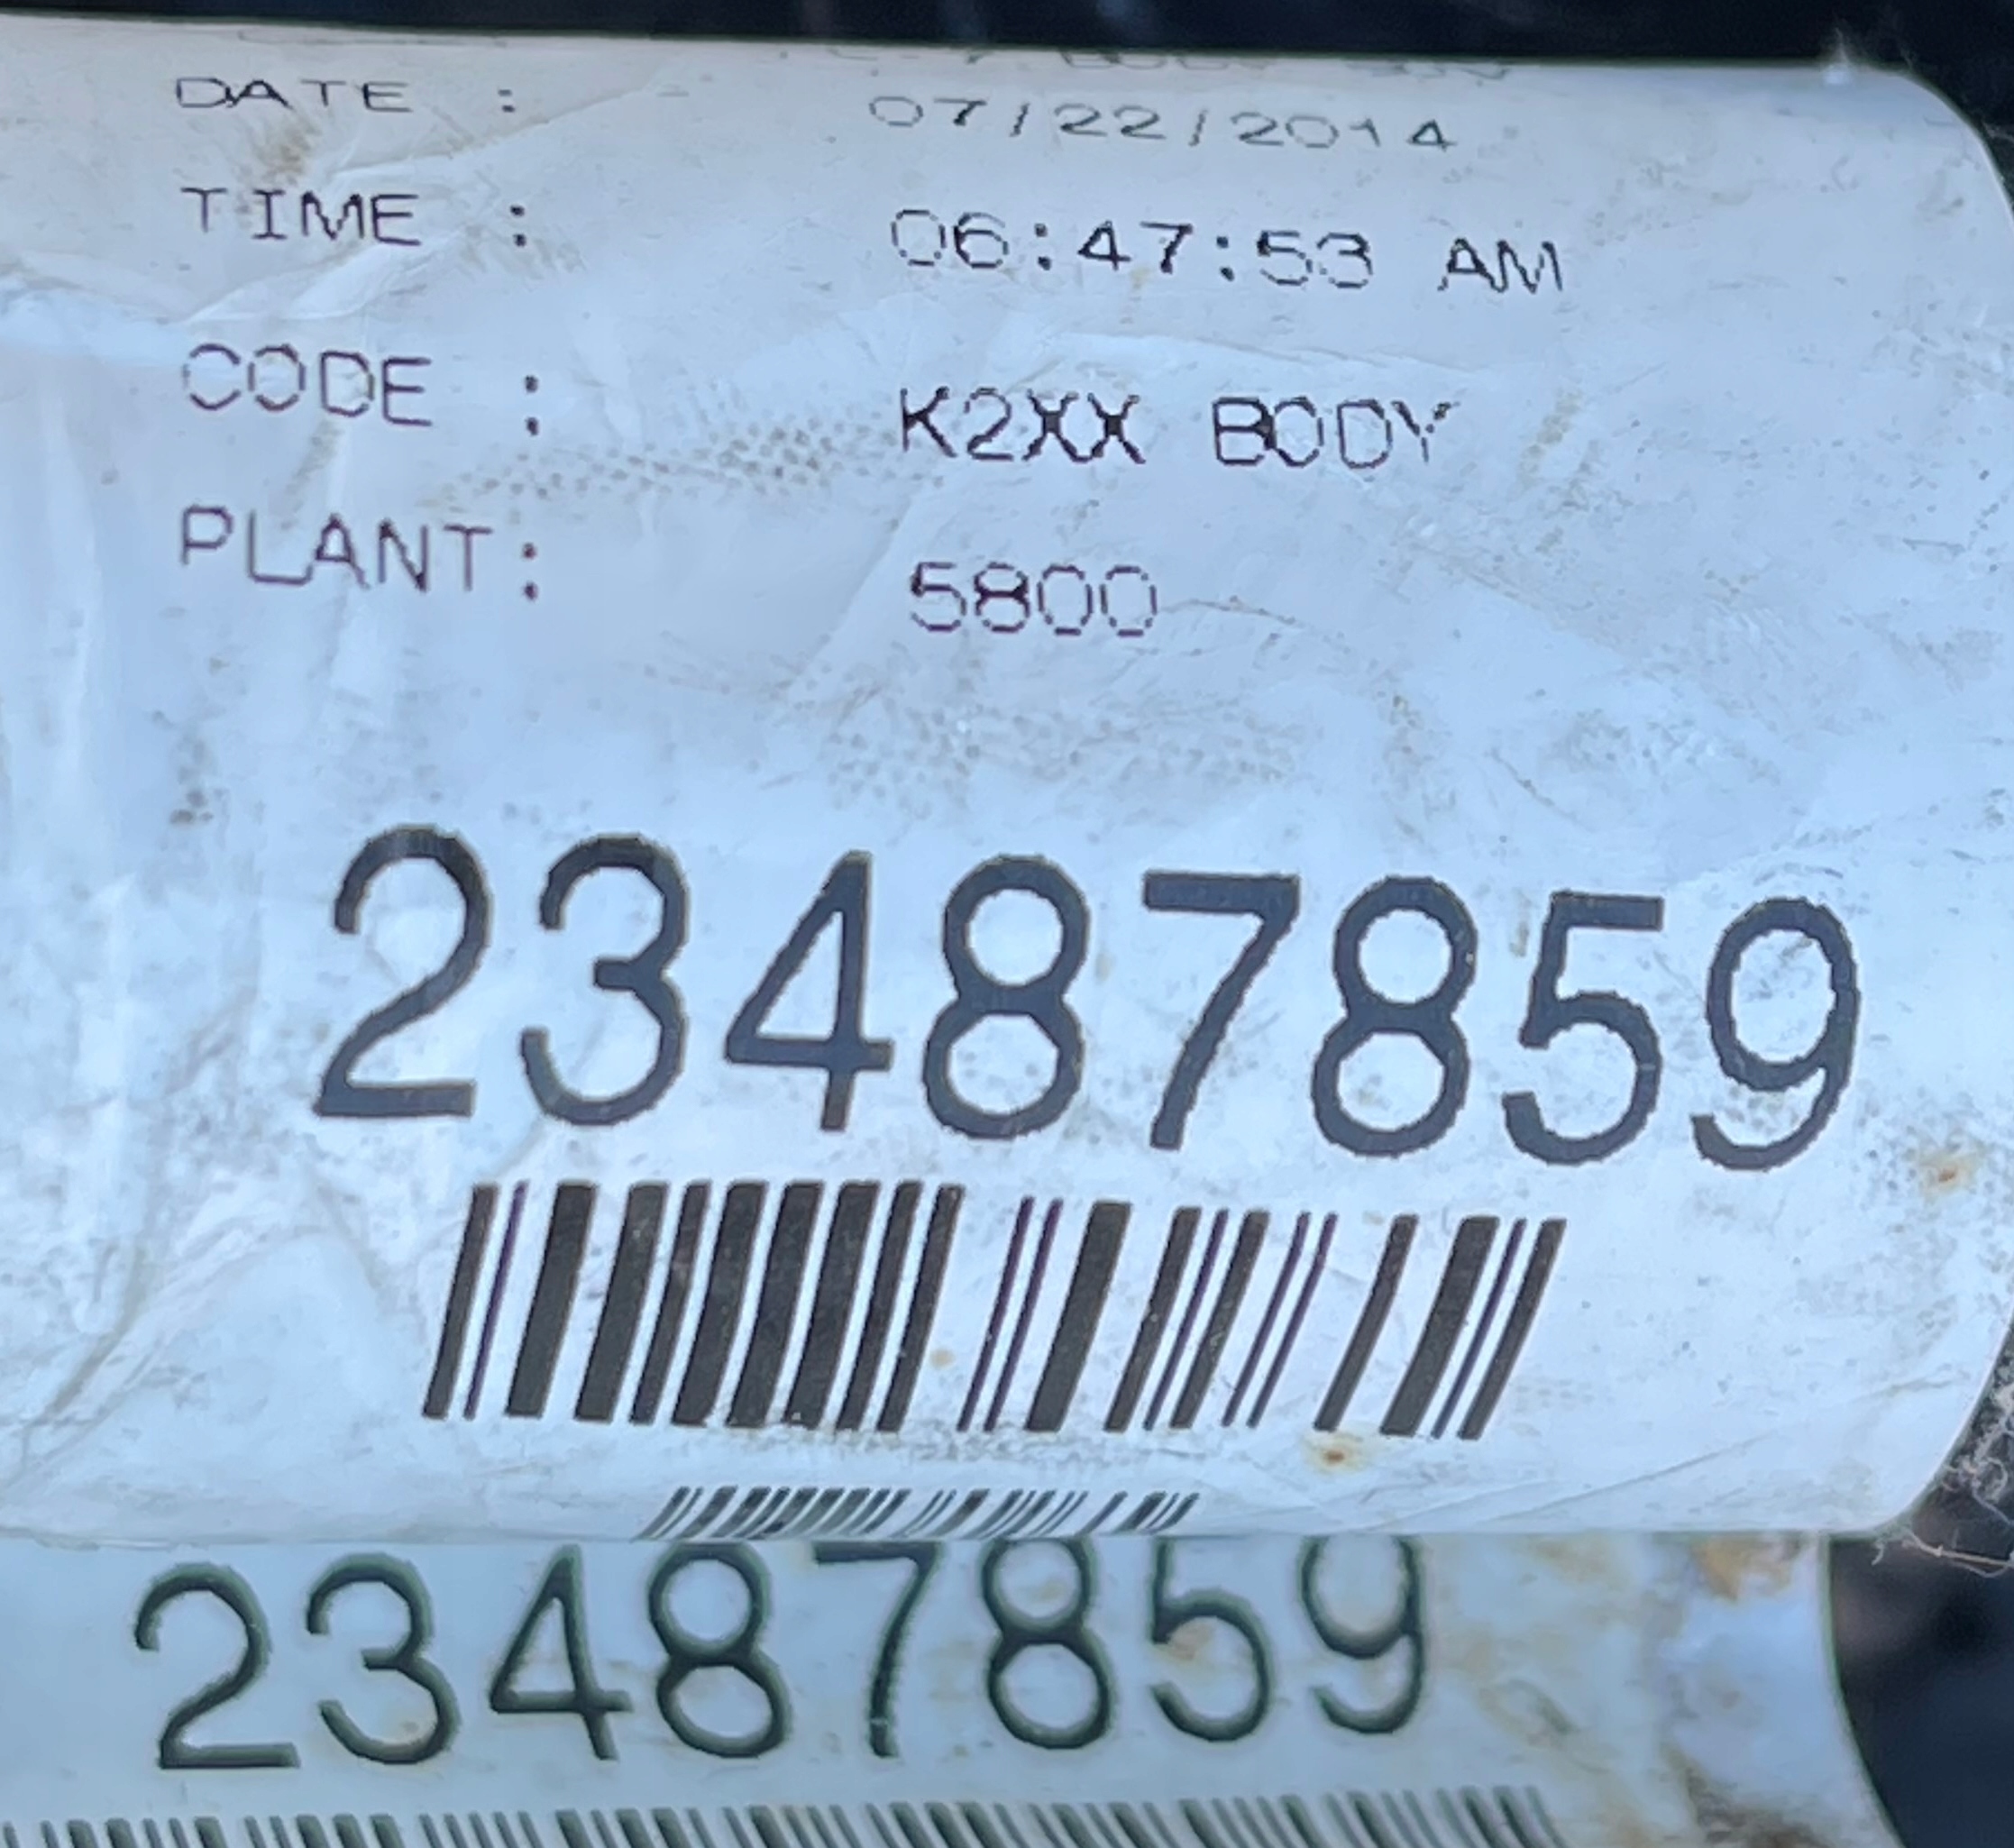 DATE : 07/22/2014
TIME : 06:47:53 AM
CODE : K2XX BODY
PLANT: 5800
23487859
23487859